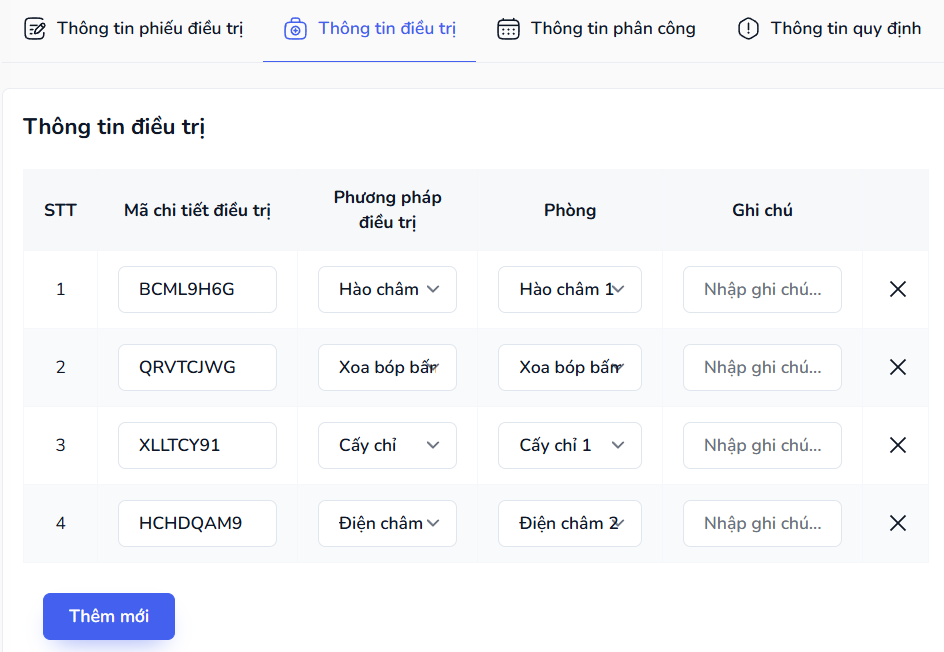 Thông tin phiếu điều trị Thông tin điều trị Thông tin phân công Thông tin quy định
Thông tin điều trị
STT Mã chi tiết điều trị Phương pháp điều trị Phòng Ghi chú
1 BCML9H6G Hào châm Hào châm 1 Nhập ghi chú...
2 QRVTCJWG Xoa bóp Xoa bóp Nhập ghi chú...
3 XLLTCY91 Cấy chỉ Cấy chỉ 1 Nhập ghi chú...
4 HCHDQAM9 Điện châm Điện châm 2 Nhập ghi chú...
Thêm mới